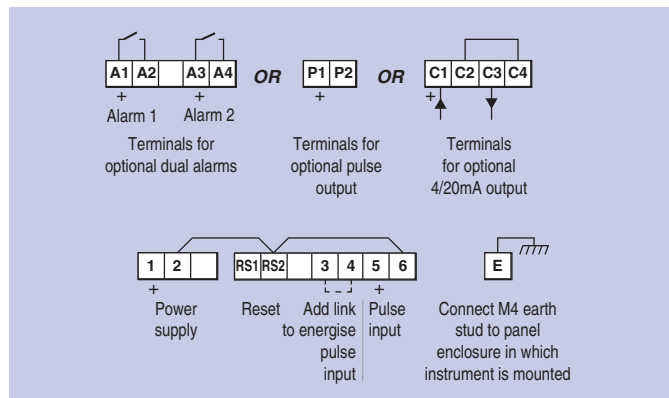 A1 A2 A3 A4 OR P1 P2 OR C1 C2 C3 C4
+ + + +
Alarm 1 Alarm 2
Terminals for
optional dual alarms
Terminals for
optional pulse
output
Terminals
for optional
4/20mA output
1 2 RS1 RS2 3 4 5 6 E
+ +
Power
supply
Reset
Add link
to energise
pulse
input
Pulse
input
Connect M4 earth
stud to panel
enclosure in which
instrument is mounted